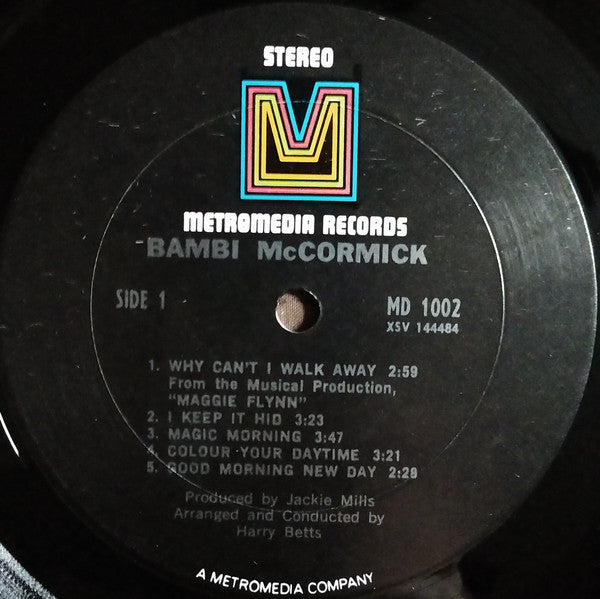 STEREO
M
METROMEDIA RECORDS
BAMBI McCORMICK
SIDE 1
MD 1002
XSV 144484
1. WHY CAN'T I WALK AWAY 2:59
From the Musical Production,
"MAGGIE FLYNN"
2. I KEEP IT HID 3:23
3. MAGIC MORNING 3:47
4. COLOUR YOUR DAYTIME 3:21
5. GOOD MORNING NEW DAY 2:28
Produced by Jackie Mills
Arranged and Conducted by
Harry Betts
A METROMEDIA COMPANY